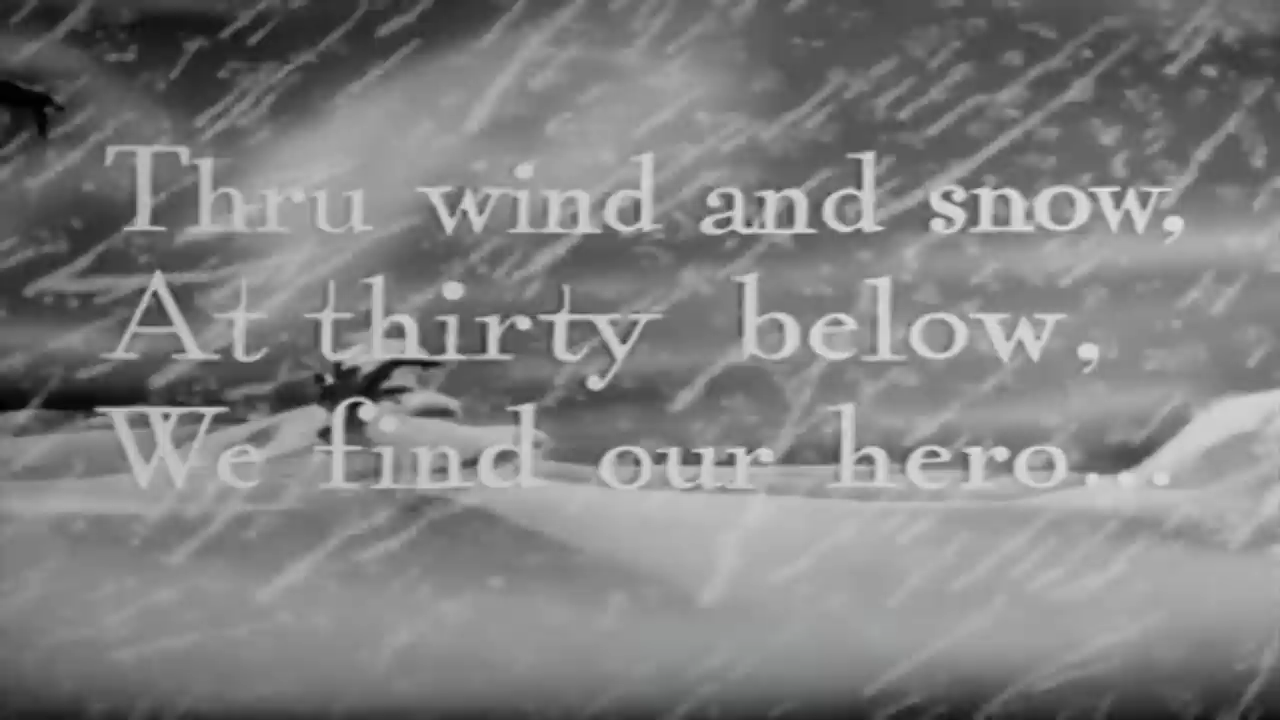 Thru wind and snow,
At thirty below,
We find our hero...